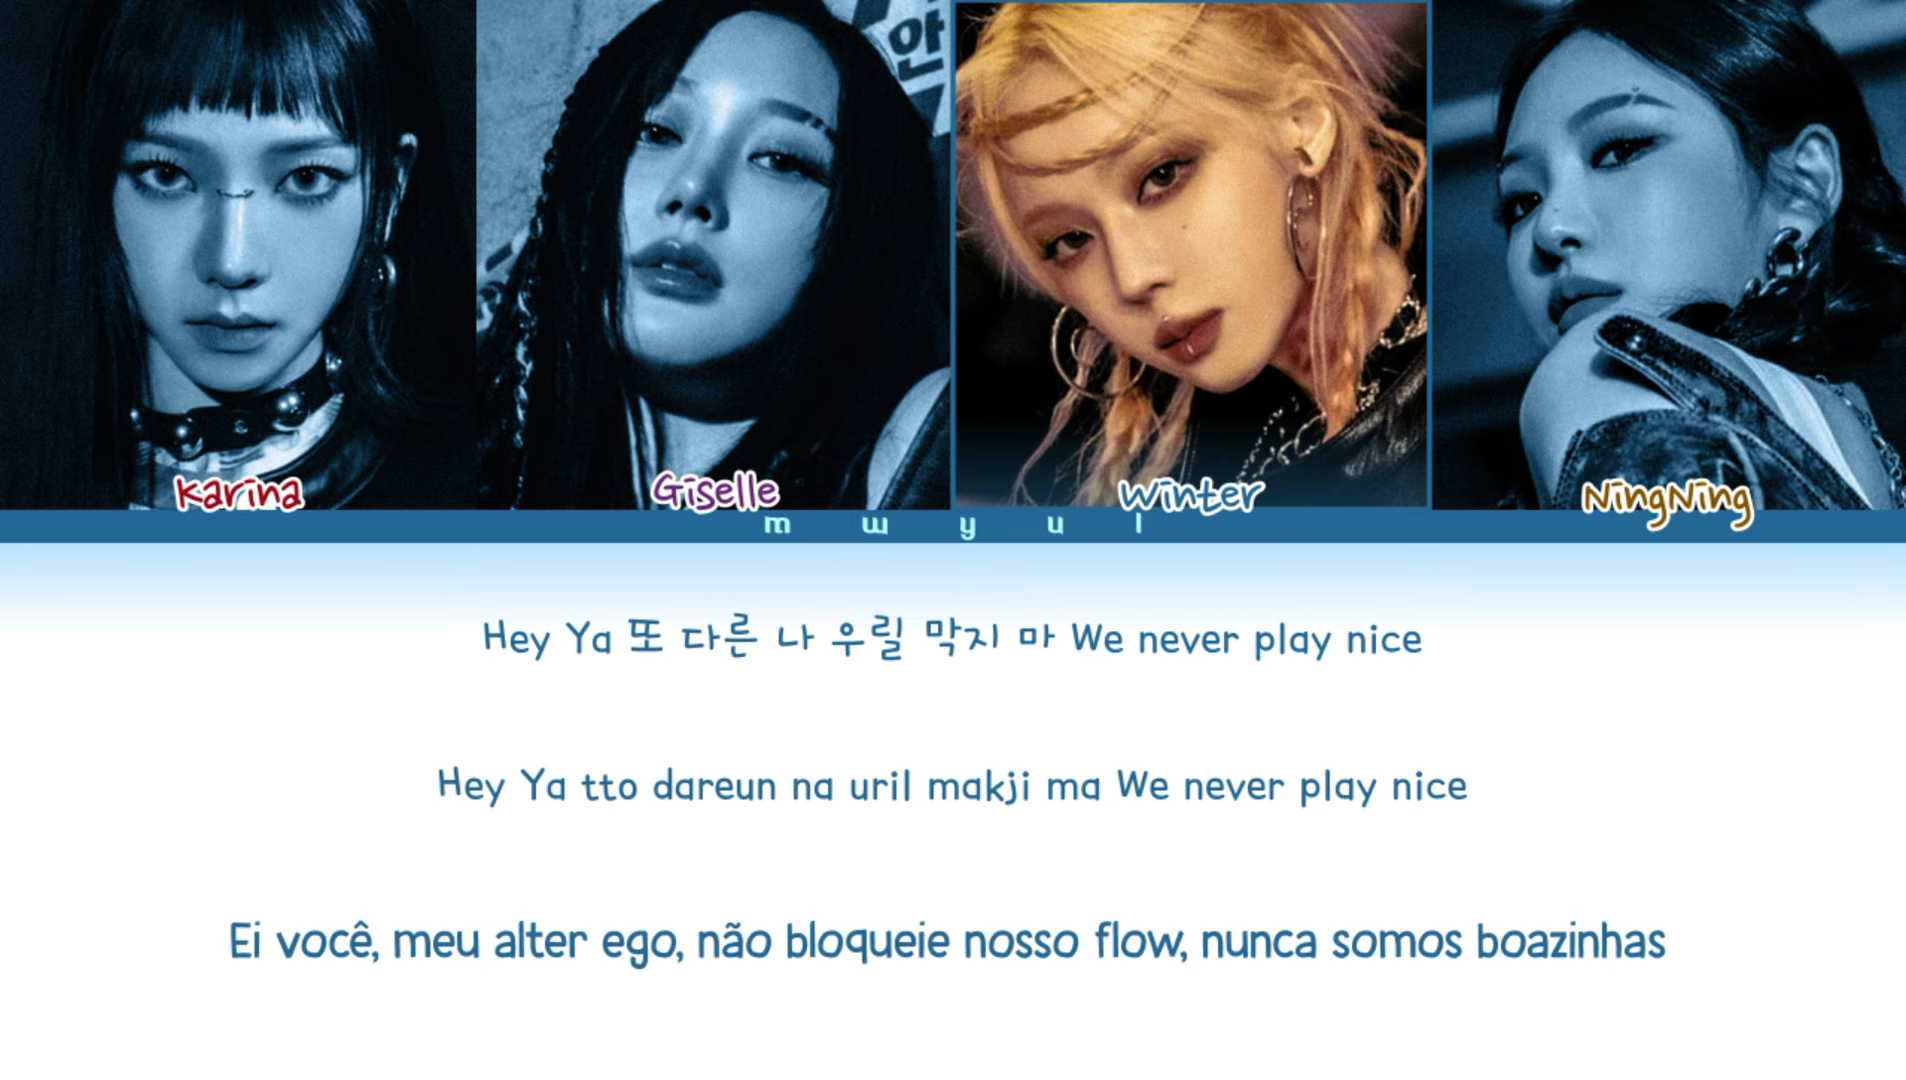 안
Karina
Giselle
Winter
NingNing
m w y u l
Hey Ya 또 다른 나 우릴 막지 마 We never play nice
Hey Ya tto dareun na uril makji ma We never play nice
Ei você, meu alter ego, não bloqueie nosso flow, nunca somos boazinhas